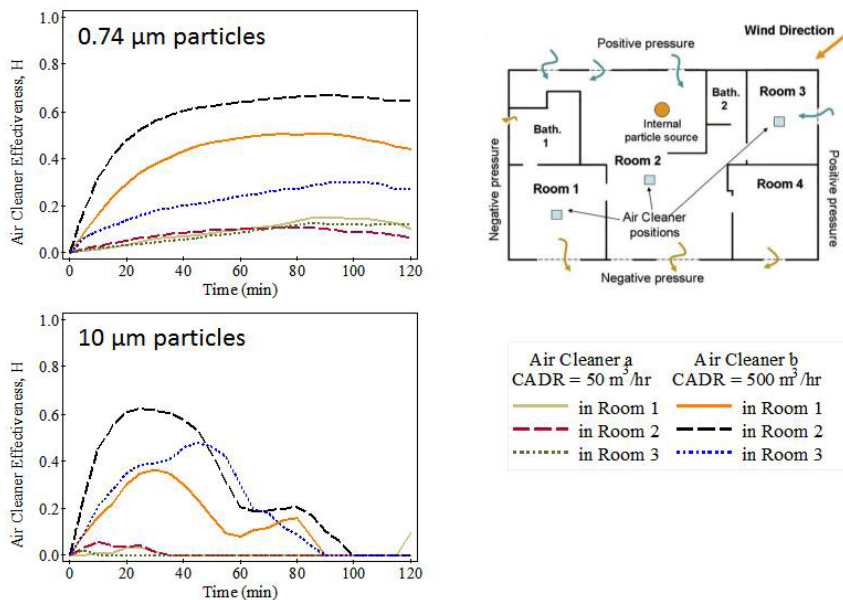 0.74 µm particles
Air Cleaner Effectiveness, H
1.0
0.8
0.6
0.4
0.2
0.0
0 20 40 60 80 100 120
Time (min)
10 µm particles
Air Cleaner Effectiveness, H
1.0
0.8
0.6
0.4
0.2
0.0
0 20 40 60 80 100 120
Time (min)
Wind Direction
Positive pressure
Room 3
Bath.
2
Internal
particle source
Bath.
1
Room 2
Room 1
Room 4
Air Cleaner
positions
Negative pressure
Positive pressure
Negative pressure
Air Cleaner a
CADR = 50 m³/hr
in Room 1
in Room 2
in Room 3
Air Cleaner b
CADR = 500 m³/hr
in Room 1
in Room 2
in Room 3